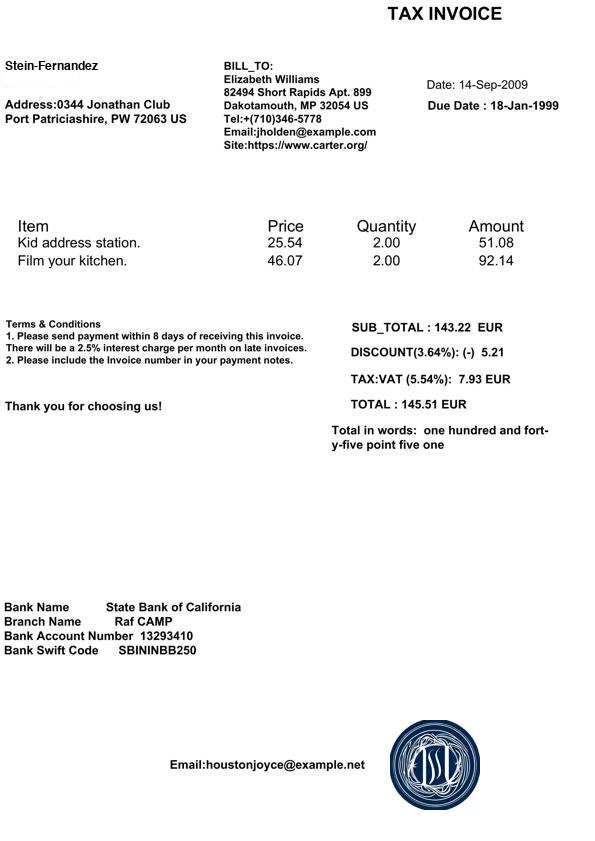 TAX INVOICE
Stein-Fernandez
Address:0344 Jonathan Club
Port Patriciashire, PW 72063 US
BILL_TO:
Elizabeth Williams
82494 Short Rapids Apt. 899
Dakotamouth, MP 32054 US
Tel:+(710)346-5778
Email:jholden@example.com
Site:https://www.carter.org/
Date: 14-Sep-2009
Due Date : 18-Jan-1999
Item Price Quantity Amount
Kid address station. 25.54 2.00 51.08
Film your kitchen. 46.07 2.00 92.14
Terms & Conditions
1. Please send payment within 8 days of receiving this invoice.
There will be a 2.5% interest charge per month on late invoices.
2. Please include the Invoice number in your payment notes.
Thank you for choosing us!
SUB_TOTAL : 143.22 EUR
DISCOUNT(3.64%): (-) 5.21
TAX:VAT (5.54%): 7.93 EUR
TOTAL : 145.51 EUR
Total in words: one hundred and fort-
y-five point five one
Bank Name State Bank of California
Branch Name Raf CAMP
Bank Account Number 13293410
Bank Swift Code SBININBB250
Email:houstonjoyce@example.net